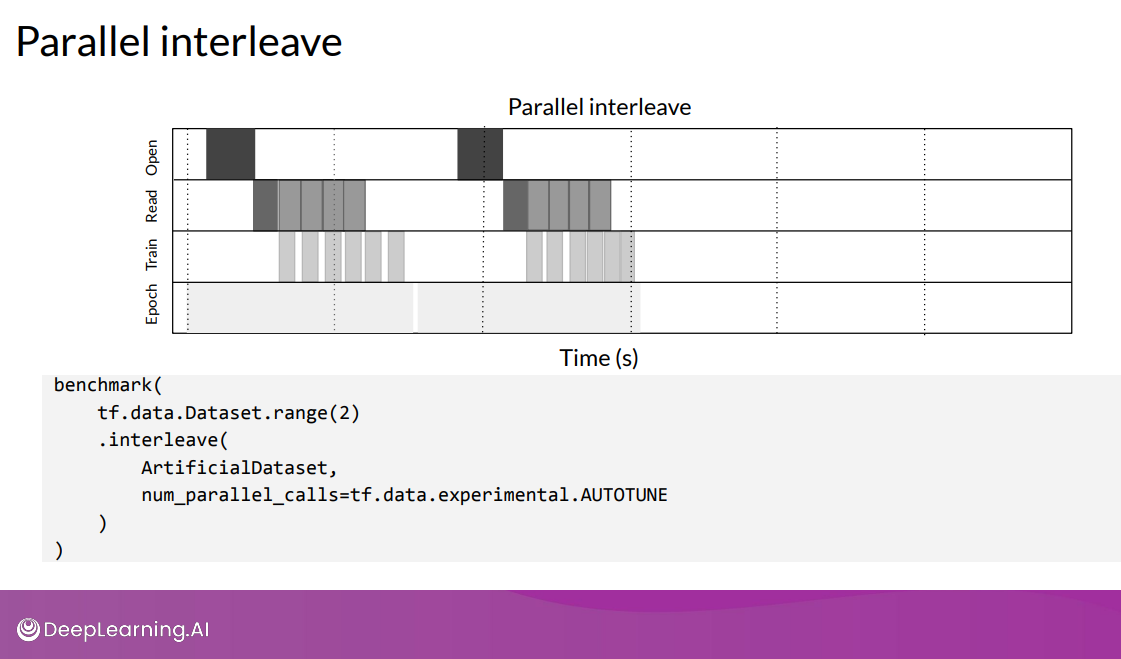 Parallel interleave
Parallel interleave
Open
Read
Train
Epoch
Time (s)
benchmark(
    tf.data.Dataset.range(2)
    .interleave(
        ArtificialDataset,
        num_parallel_calls=tf.data.experimental.AUTOTUNE
    )
)
DeepLearning.AI